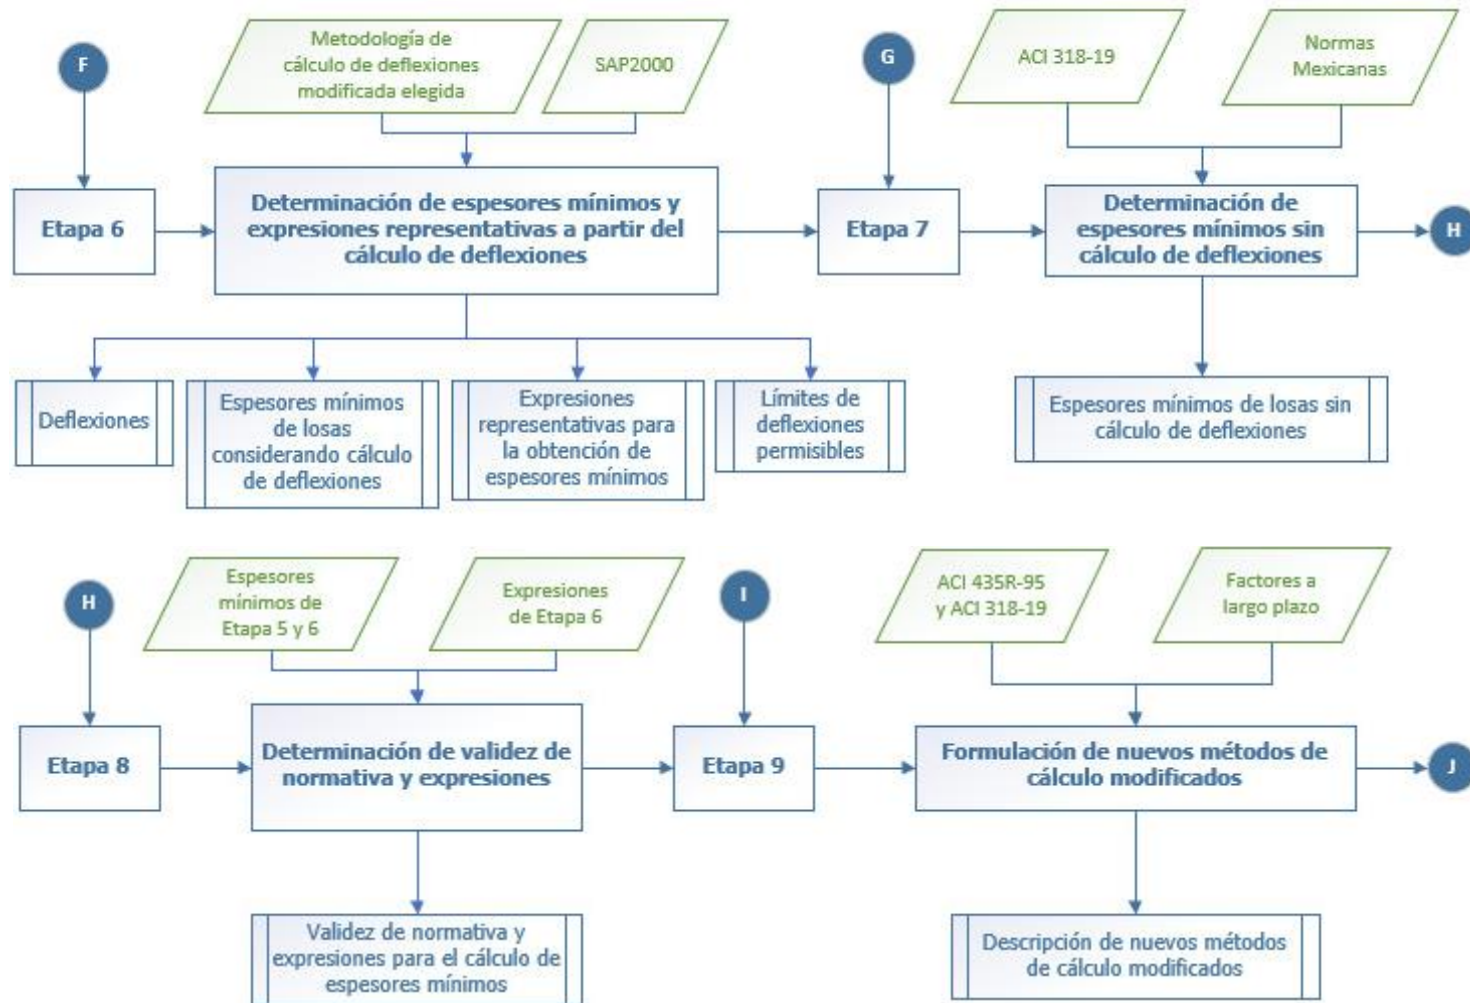 F
Metodología de
cálculo de deflexiones
modificada elegida
SAP2000
G
ACI 318-19
Normas
Mexicanas
Etapa 6
Determinación de espesores mínimos y
expresiones representativas a partir del
cálculo de deflexiones
Etapa 7
Determinación de
espesores mínimos sin
cálculo de deflexiones
H
Deflexiones
Espesores mínimos
de losas
considerando cálculo
de deflexiones
Expresiones
representativas para
la obtención de
espesores mínimos
Límites de
deflexiones
permisibles
Espesores mínimos de losas sin
cálculo de deflexiones
H
Espesores
mínimos de
Etapa 5 y 6
Expresiones
de Etapa 6
I
ACI 435R-95
y ACI 318-19
Factores a
largo plazo
Etapa 8
Determinación de validez de
normativa y expresiones
Etapa 9
Formulación de nuevos métodos de
cálculo modificados
J
Validez de normativa y
expresiones para el cálculo de
espesores mínimos
Descripción de nuevos métodos
de cálculo modificados